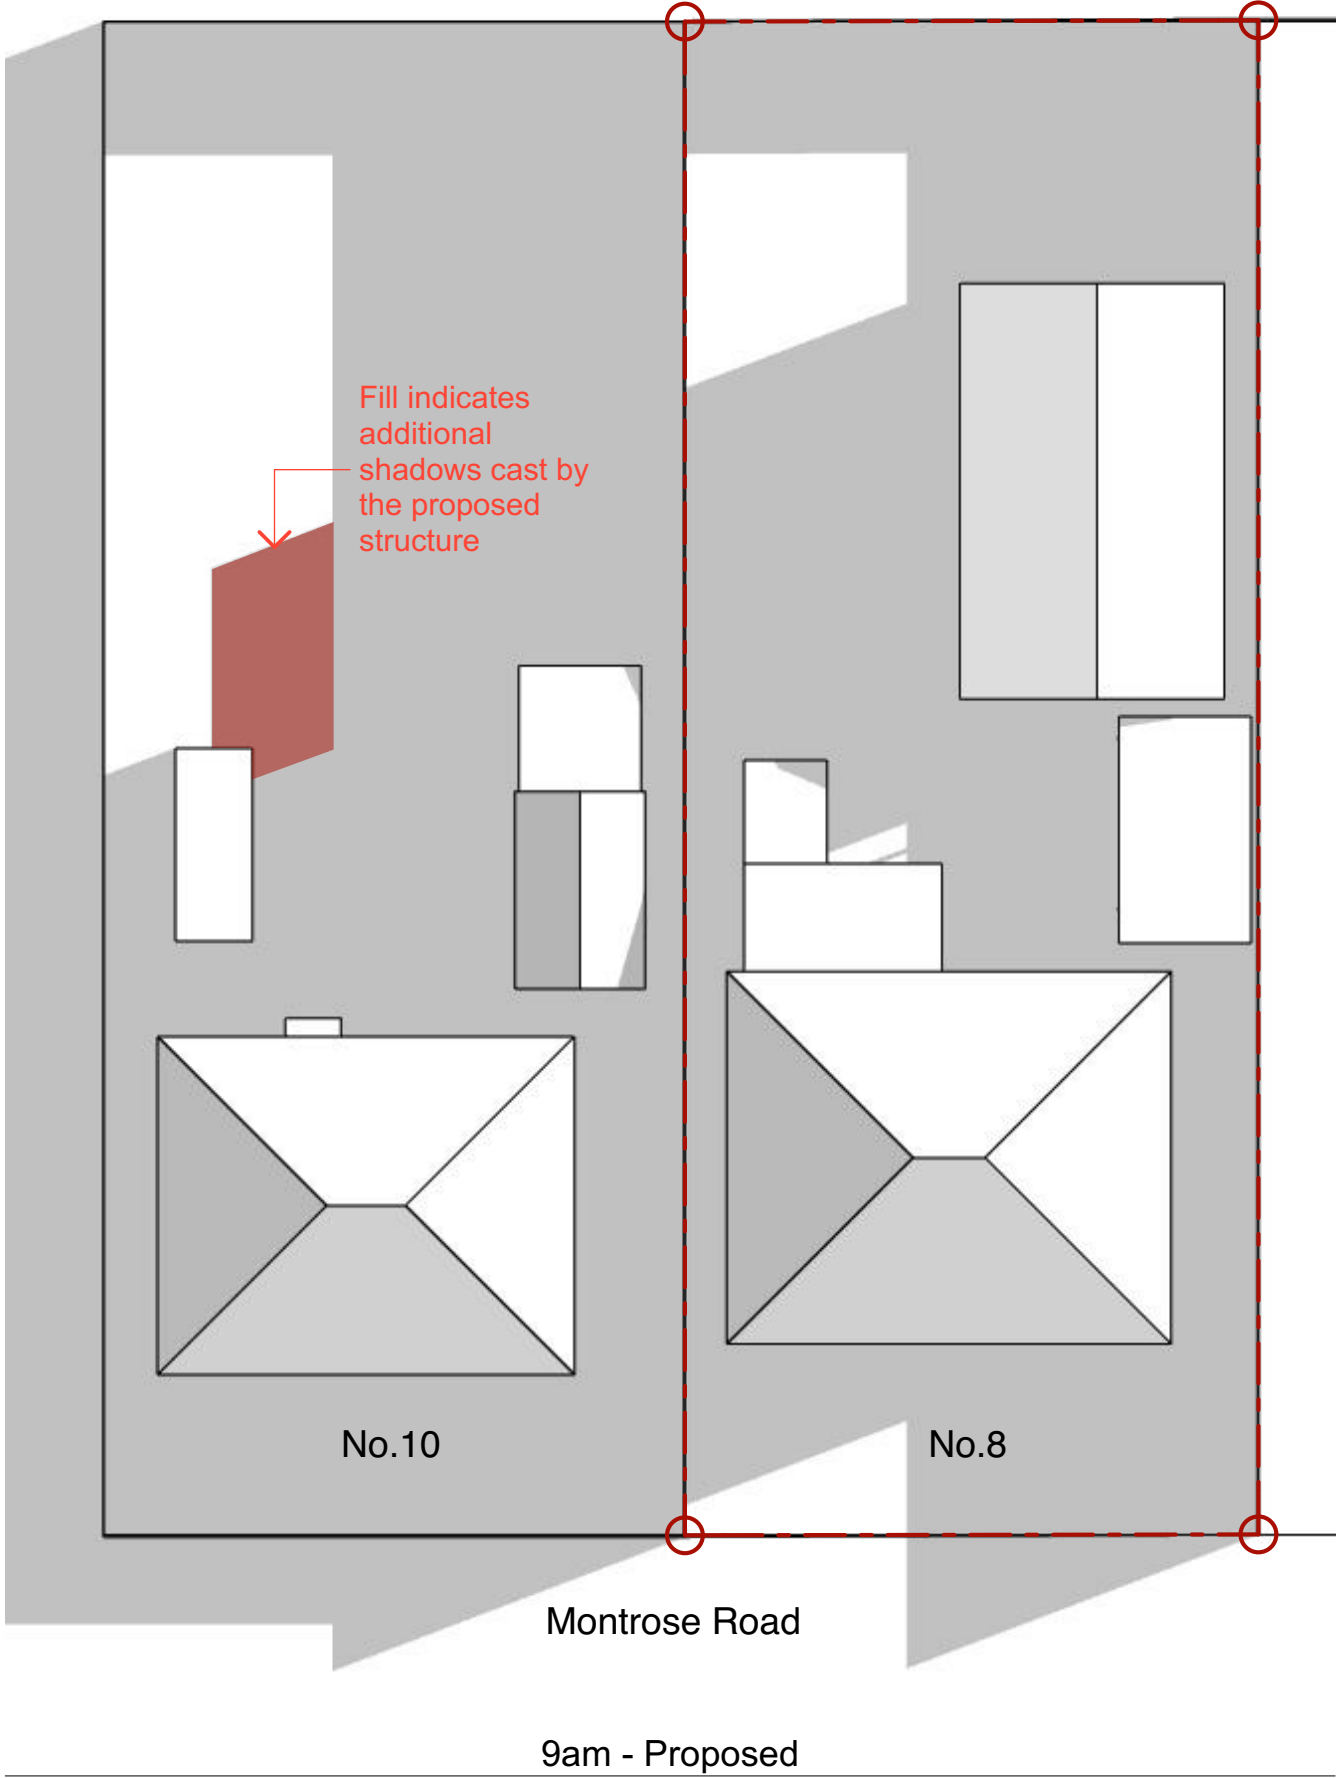 Fill indicates
additional
shadows cast by
the proposed
structure
No.10
No.8
Montrose Road
9am - Proposed